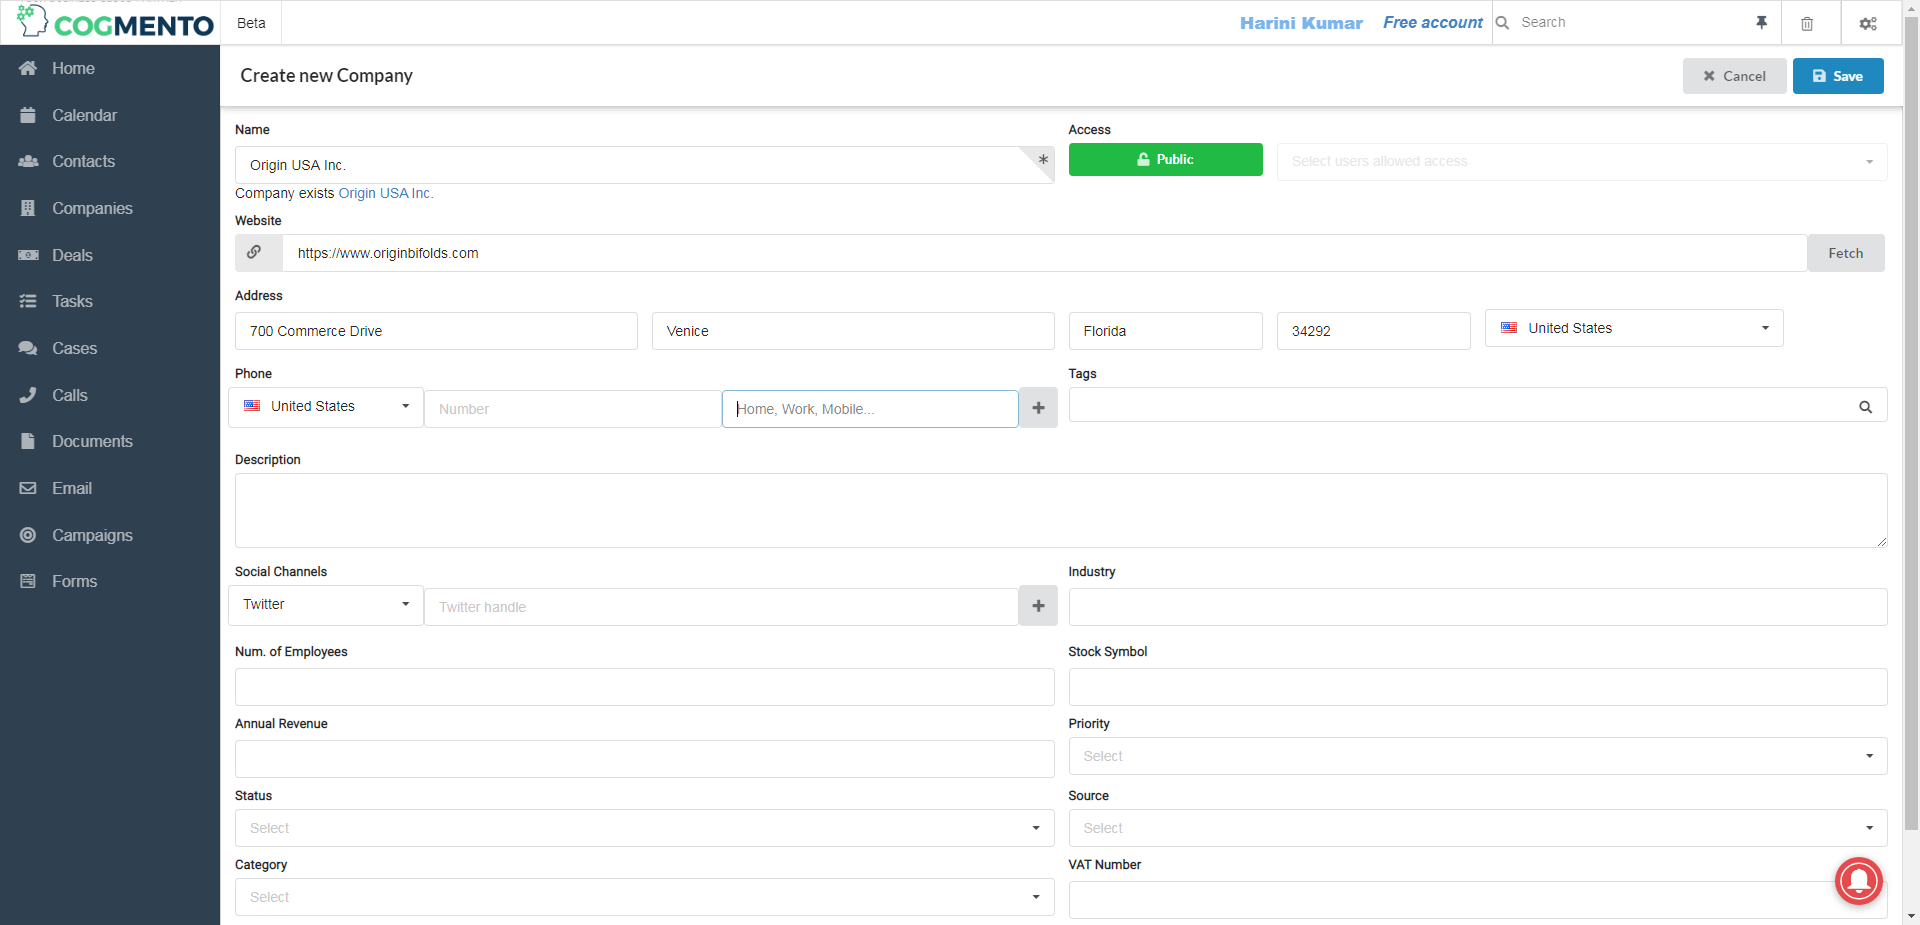 COGMENTO
Beta
Harini Kumar
Free account
Search
Home
Calendar
Contacts
Companies
Deals
Tasks
Cases
Calls
Documents
Email
Campaigns
Forms
Create new Company
Cancel
Save
Name
Access
Origin USA Inc.
*
Public
Select users allowed access
Company exists Origin USA Inc.
Website
https://www.originbifolds.com
Fetch
Address
700 Commerce Drive
Venice
Florida
34292
United States
Phone
Tags
United States
Number
Home, Work, Mobile...
Description
Social Channels
Industry
Twitter
Twitter handle
Num. of Employees
Stock Symbol
Annual Revenue
Priority
Select
Status
Source
Select
Select
Category
VAT Number
Select